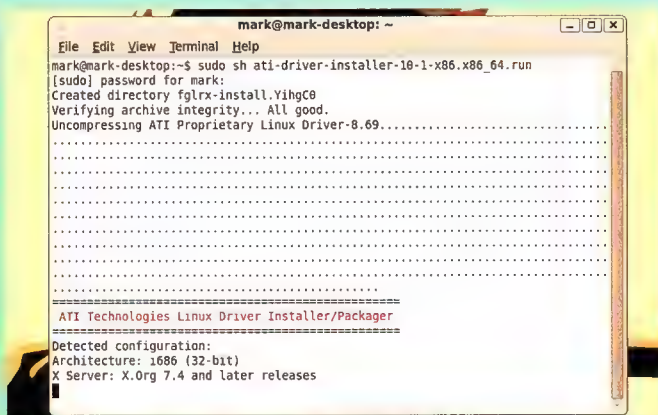 mark@mark-desktop: ~
File Edit View Terminal Help
mark@mark-desktop:~$ sudo sh ati-driver-installer-10-1-x86.x86_64.run
[sudo] password for mark:
Created directory fglrx-install.YihgC0
Verifying archive integrity... All good.
Uncompressing ATI Proprietary Linux Driver-8.69.................................
................................................................................
................................................................................
................................................................................
................................................................................
................................................................................
................................................................................
................................................................................
................................................................................
................................................................................
................................................................................
...............................................
==================================================
ATI Technologies Linux Driver Installer/Packager
==================================================
Detected configuration:
Architecture: i686 (32-bit)
X Server: X.Org 7.4 and later releases